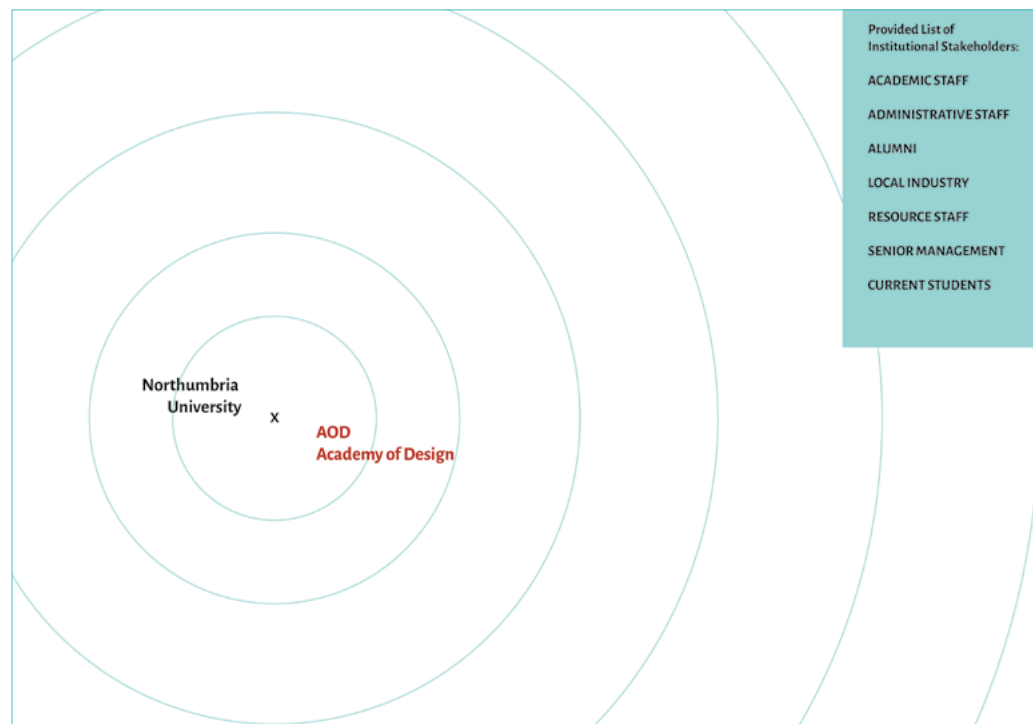 Provided List of
Institutional Stakeholders:
ACADEMIC STAFF
ADMINISTRATIVE STAFF
ALUMNI
LOCAL INDUSTRY
RESOURCE STAFF
SENIOR MANAGEMENT
CURRENT STUDENTS
Northumbria
University
X
AOD
Academy of Design